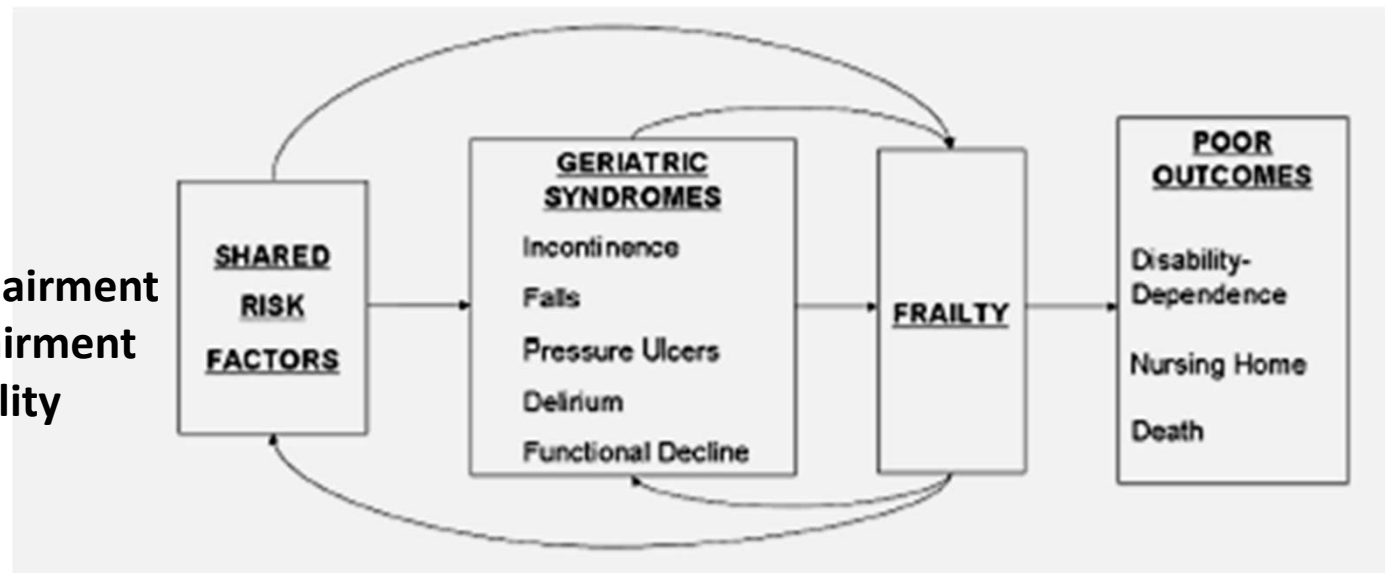 airment
airment
lity
SHARED
RISK
FACTORS
GERIATRIC
SYNDROMES
Incontinence
Falls
Pressure Ulcers
Delirium
Functional Decline
FRAILTY
POOR
OUTCOMES
Disability-
Dependence
Nursing Home
Death